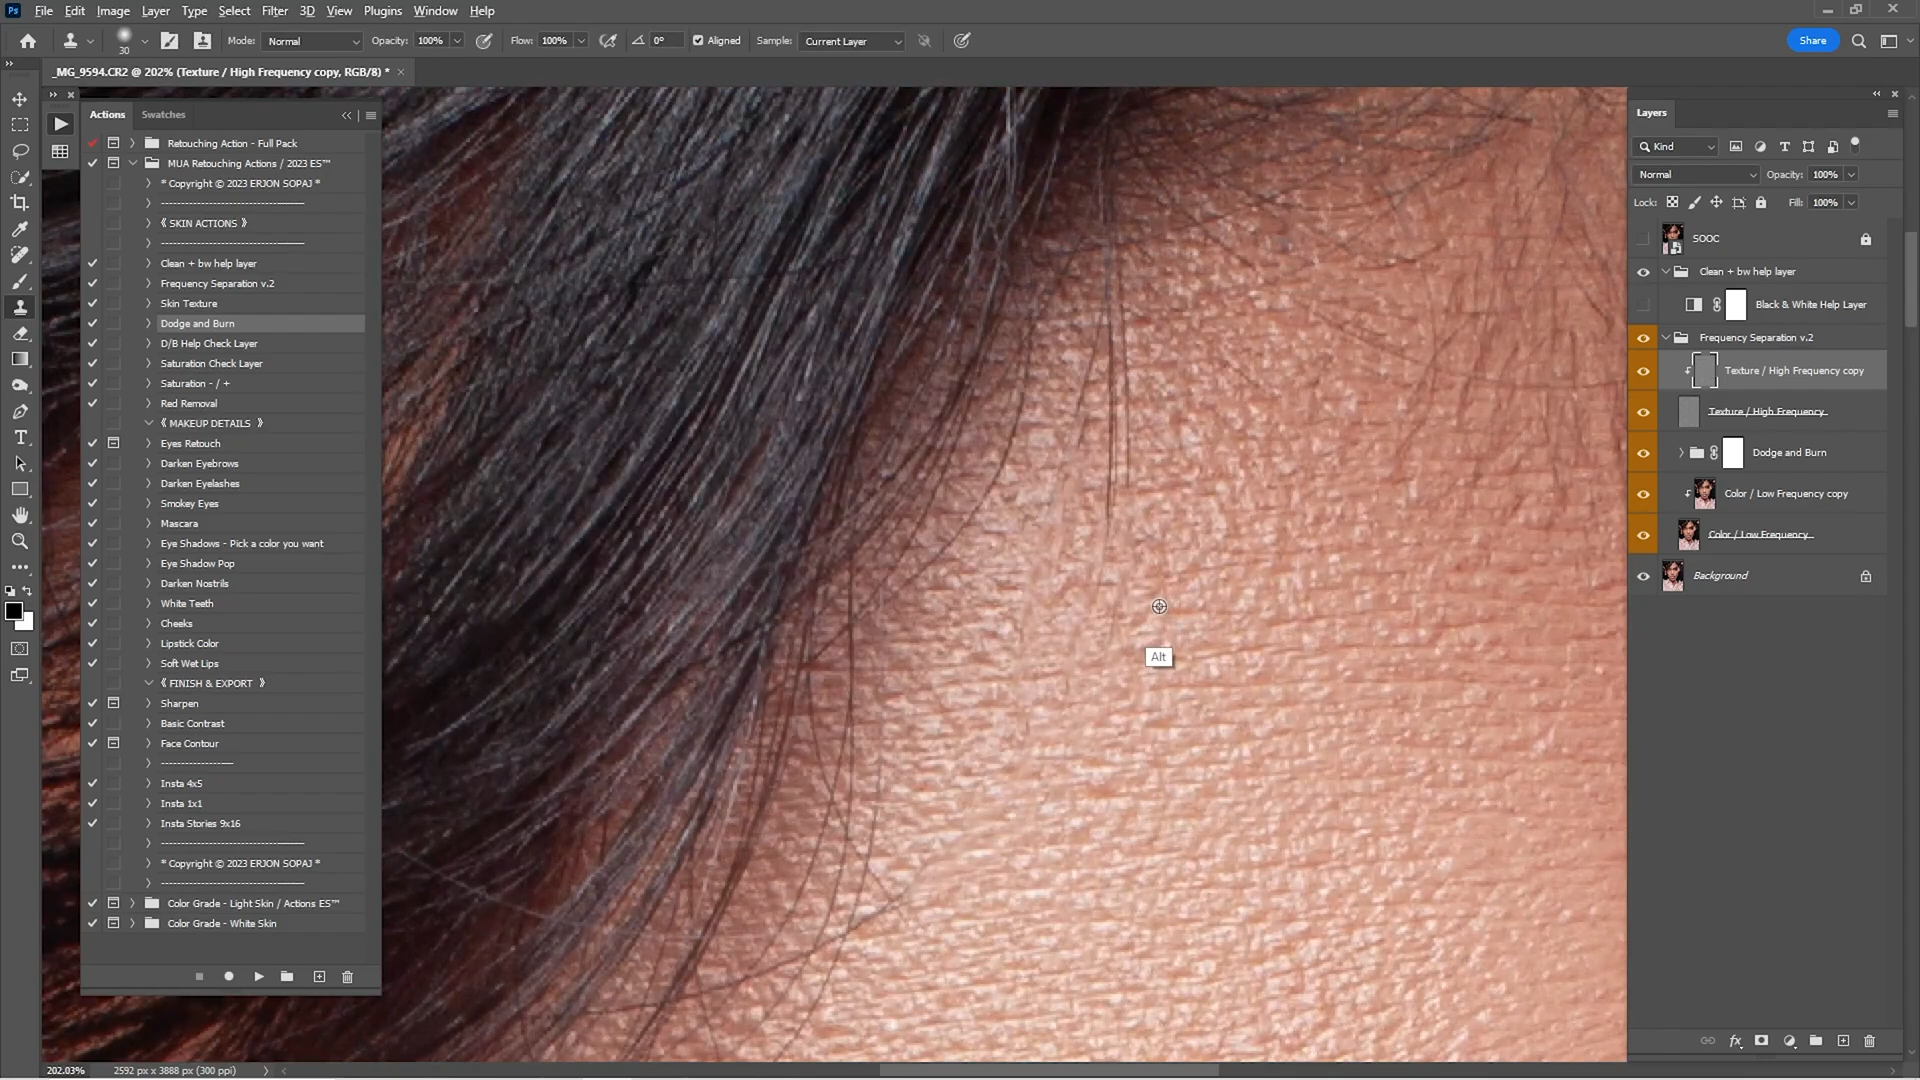 Ps File Edit Image Layer Type Select Filter 3D View Plugins Window Help
30 Mode: Normal Opacity: 100% Flow: 100% 0° Aligned Sample: Current Layer Share
_MG_9594.CR2 @ 202% (Texture / High Frequency copy, RGB/8) *
Actions Swatches
Retouching Action - Full Pack
MUA Retouching Actions / 2023 ES™
* Copyright © 2023 ERJON SOPAJ *
------------------------------------
《 SKIN ACTIONS 》
------------------------------------
Clean + bw help layer
Frequency Separation v.2
Skin Texture
Dodge and Burn
D/B Help Check Layer
Saturation Check Layer
Saturation - / +
Red Removal
《 MAKEUP DETAILS 》
Eyes Retouch
Darken Eyebrows
Darken Eyelashes
Smokey Eyes
Mascara
Eye Shadows - Pick a color you want
Eye Shadow Pop
Darken Nostrils
White Teeth
Cheeks
Lipstick Color
Soft Wet Lips
《 FINISH & EXPORT 》
Sharpen
Basic Contrast
Face Contour
------------------
Insta 4x5
Insta 1x1
Insta Stories 9x16
------------------------------------
* Copyright © 2023 ERJON SOPAJ *
------------------------------------
Color Grade - Light Skin / Actions ES™
Color Grade - White Skin
Alt
Layers
Kind
Normal Opacity: 100%
Lock: Fill: 100%
SOOC
Clean + bw help layer
Black & White Help Layer
Frequency Separation v.2
Texture / High Frequency copy
Texture / High Frequency
Dodge and Burn
Color / Low Frequency copy
Color / Low Frequency
Background
fx
202.03% 2592 px x 3888 px (300 ppi)